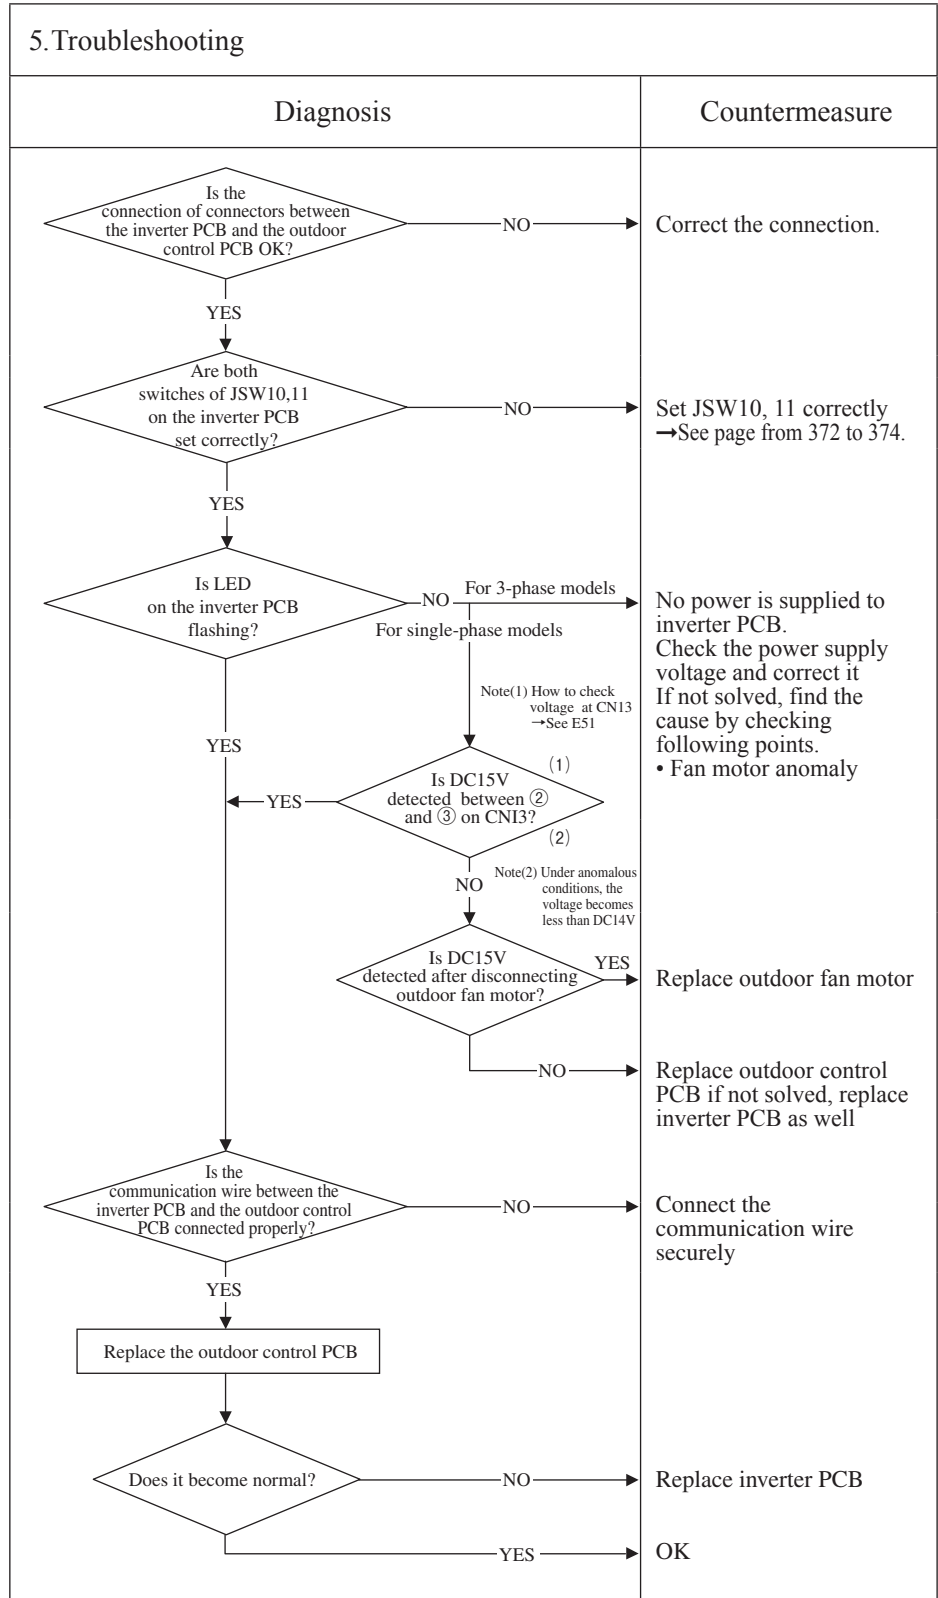 5.Troubleshooting
Diagnosis
Countermeasure
Is the
connection of connectors between
the inverter PCB and the outdoor
control PCB OK?
NO
Correct the connection.
YES
Are both
switches of JSW10,11
on the inverter PCB
set correctly?
NO
Set JSW10, 11 correctly
→See page from 372 to 374.
YES
Is LED
on the inverter PCB
flashing?
NO
For 3-phase models
For single-phase models
No power is supplied to
inverter PCB.
Check the power supply
voltage and correct it
If not solved, find the
cause by checking
following points.
• Fan motor anomaly
Note(1) How to check
voltage at CN13
→See E51
YES
(1)
Is DC15V
detected between ②
and ③ on CNI3?
(2)
YES
NO
Note(2) Under anomalous
conditions, the
voltage becomes
less than DC14V
Is DC15V
detected after disconnecting
outdoor fan motor?
YES
Replace outdoor fan motor
NO
Replace outdoor control
PCB if not solved, replace
inverter PCB as well
Is the
communication wire between the
inverter PCB and the outdoor control
PCB connected properly?
NO
Connect the
communication wire
securely
YES
Replace the outdoor control PCB
Does it become normal?
NO
Replace inverter PCB
YES
OK